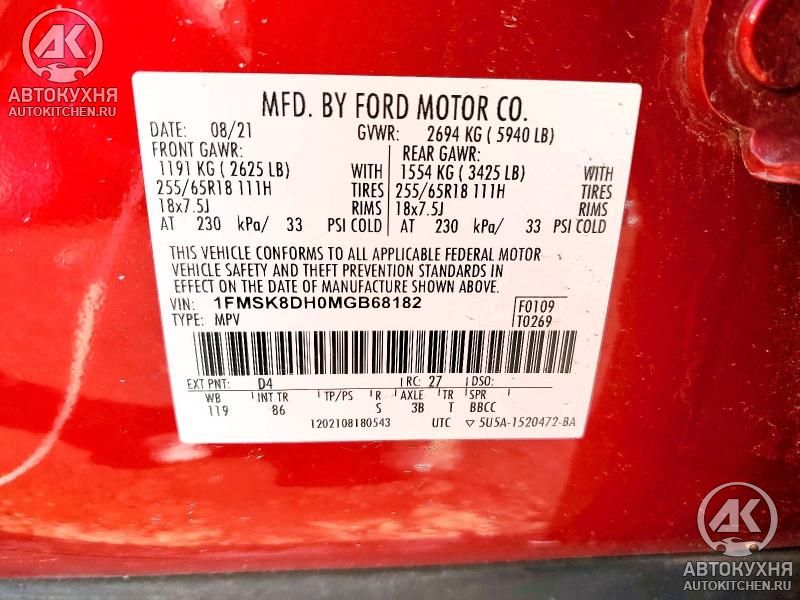 АК
АВТОКУХНЯ
AUTOKITCHEN.RU
MFD. BY FORD MOTOR CO.
DATE: 08/21 GVWR: 2694 KG ( 5940 LB)
FRONT GAWR: REAR GAWR:
1191 KG ( 2625 LB) WITH 1554 KG ( 3425 LB) WITH
255/65R18 111H TIRES 255/65R18 111H TIRES
18x7.5J RIMS 18x7.5J RIMS
AT 230 kPa/ 33 PSI COLD AT 230 kPa/ 33 PSI COLD
THIS VEHICLE CONFORMS TO ALL APPLICABLE FEDERAL MOTOR
VEHICLE SAFETY AND THEFT PREVENTION STANDARDS IN
EFFECT ON THE DATE OF MANUFACTURE SHOWN ABOVE.
VIN: 1FMSK8DH0MGB68182 F0109
TYPE: MPV T0269
EXT PNT: D4 RC: 27 DSO:
WB INT TR TP/PS R AXLE TR SPR
119 86 S 3B T BBCC
1202108180543 UTC ▽ 5U5A-1520472-BA
АК
АВТОКУХНЯ
AUTOKITCHEN.RU